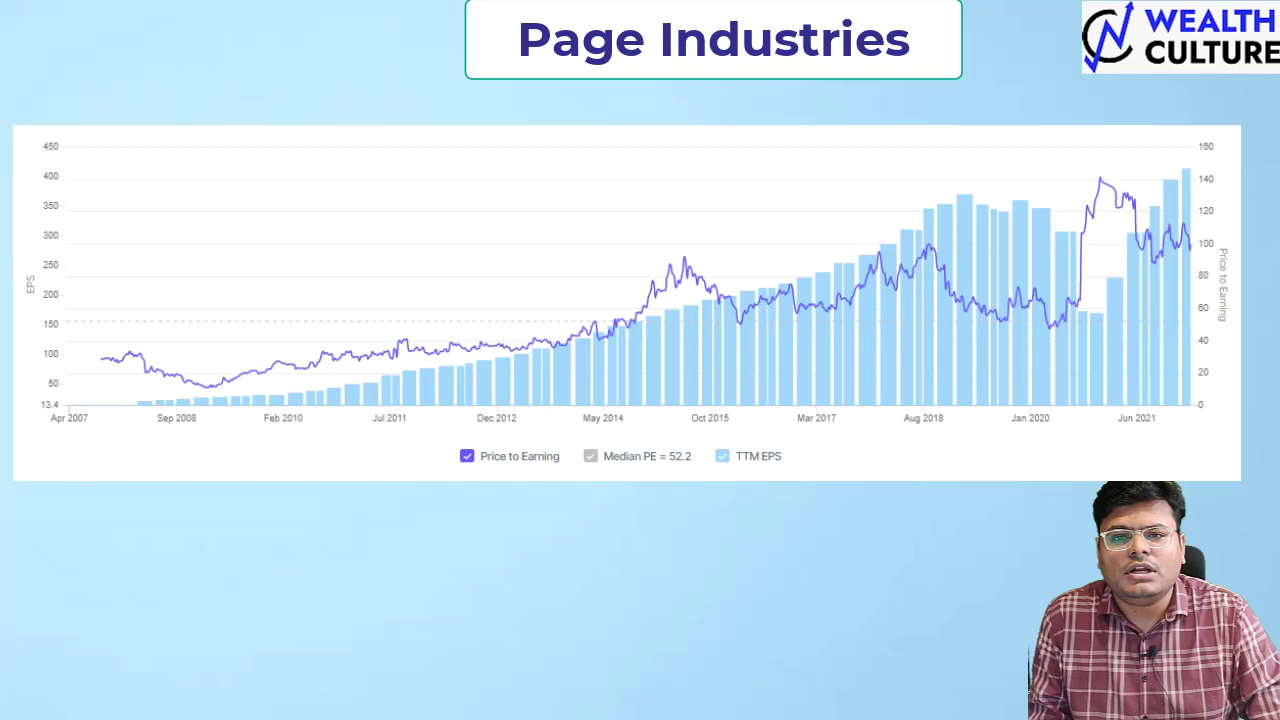 Page Industries
WEALTH
CULTURE
450
400
350
300
250
200
150
100
50
13.4
EPS
160
140
120
100
80
60
40
20
0
Price to Earning
Apr 2007
Sep 2008
Feb 2010
Jul 2011
Dec 2012
May 2014
Oct 2015
Mar 2017
Aug 2018
Jan 2020
Jun 2021
Price to Earning
Median PE = 52.2
TTM EPS